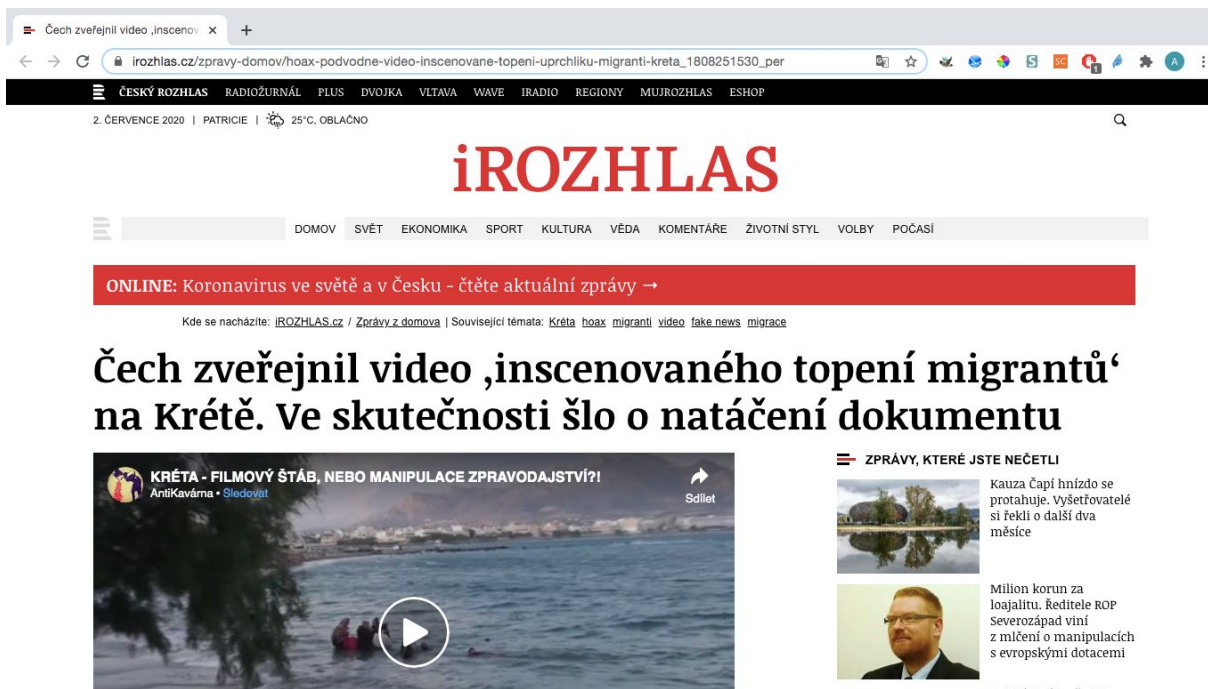 Čech zveřejnil video ‚inscenov
irozhlas.cz/zpravy-domov/hoax-podvodne-video-inscenovane-topeni-uprchliku-migranti-kreta_1808251530_per
ČESKÝ ROZHLAS RADIOŽURNÁL PLUS DVOJKA VLTAVA WAVE IRADIO REGIONY MUJROZHLAS ESHOP
2. ČERVENCE 2020 | PATRICIE | 25°C, OBLAČNO
iROZHLAS
DOMOV SVĚT EKONOMIKA SPORT KULTURA VĚDA KOMENTÁŘE ŽIVOTNÍ STYL VOLBY POČASÍ
ONLINE: Koronavirus ve světě a v Česku - čtěte aktuální zprávy →
Kde se nacházíte: iROZHLAS.cz / Zprávy z domova | Související témata: Kréta hoax migranti video fake news migrace
Čech zveřejnil video ‚inscenovaného topení migrantů‘
na Krétě. Ve skutečnosti šlo o natáčení dokumentu
KRÉTA - FILMOVÝ ŠTÁB, NEBO MANIPULACE ZPRAVODAJSTVÍ?!
AntiKavárna • Sledovat
Sdílet
ZPRÁVY, KTERÉ JSTE NEČETLI
Kauza Čapí hnízdo se
protahuje. Vyšetřovatelé
si řekli o další dva
měsíce
Milion korun za
loajalitu. Ředitele ROP
Severozápad viní
z mlčení o manipulacích
s evropskými dotacemi